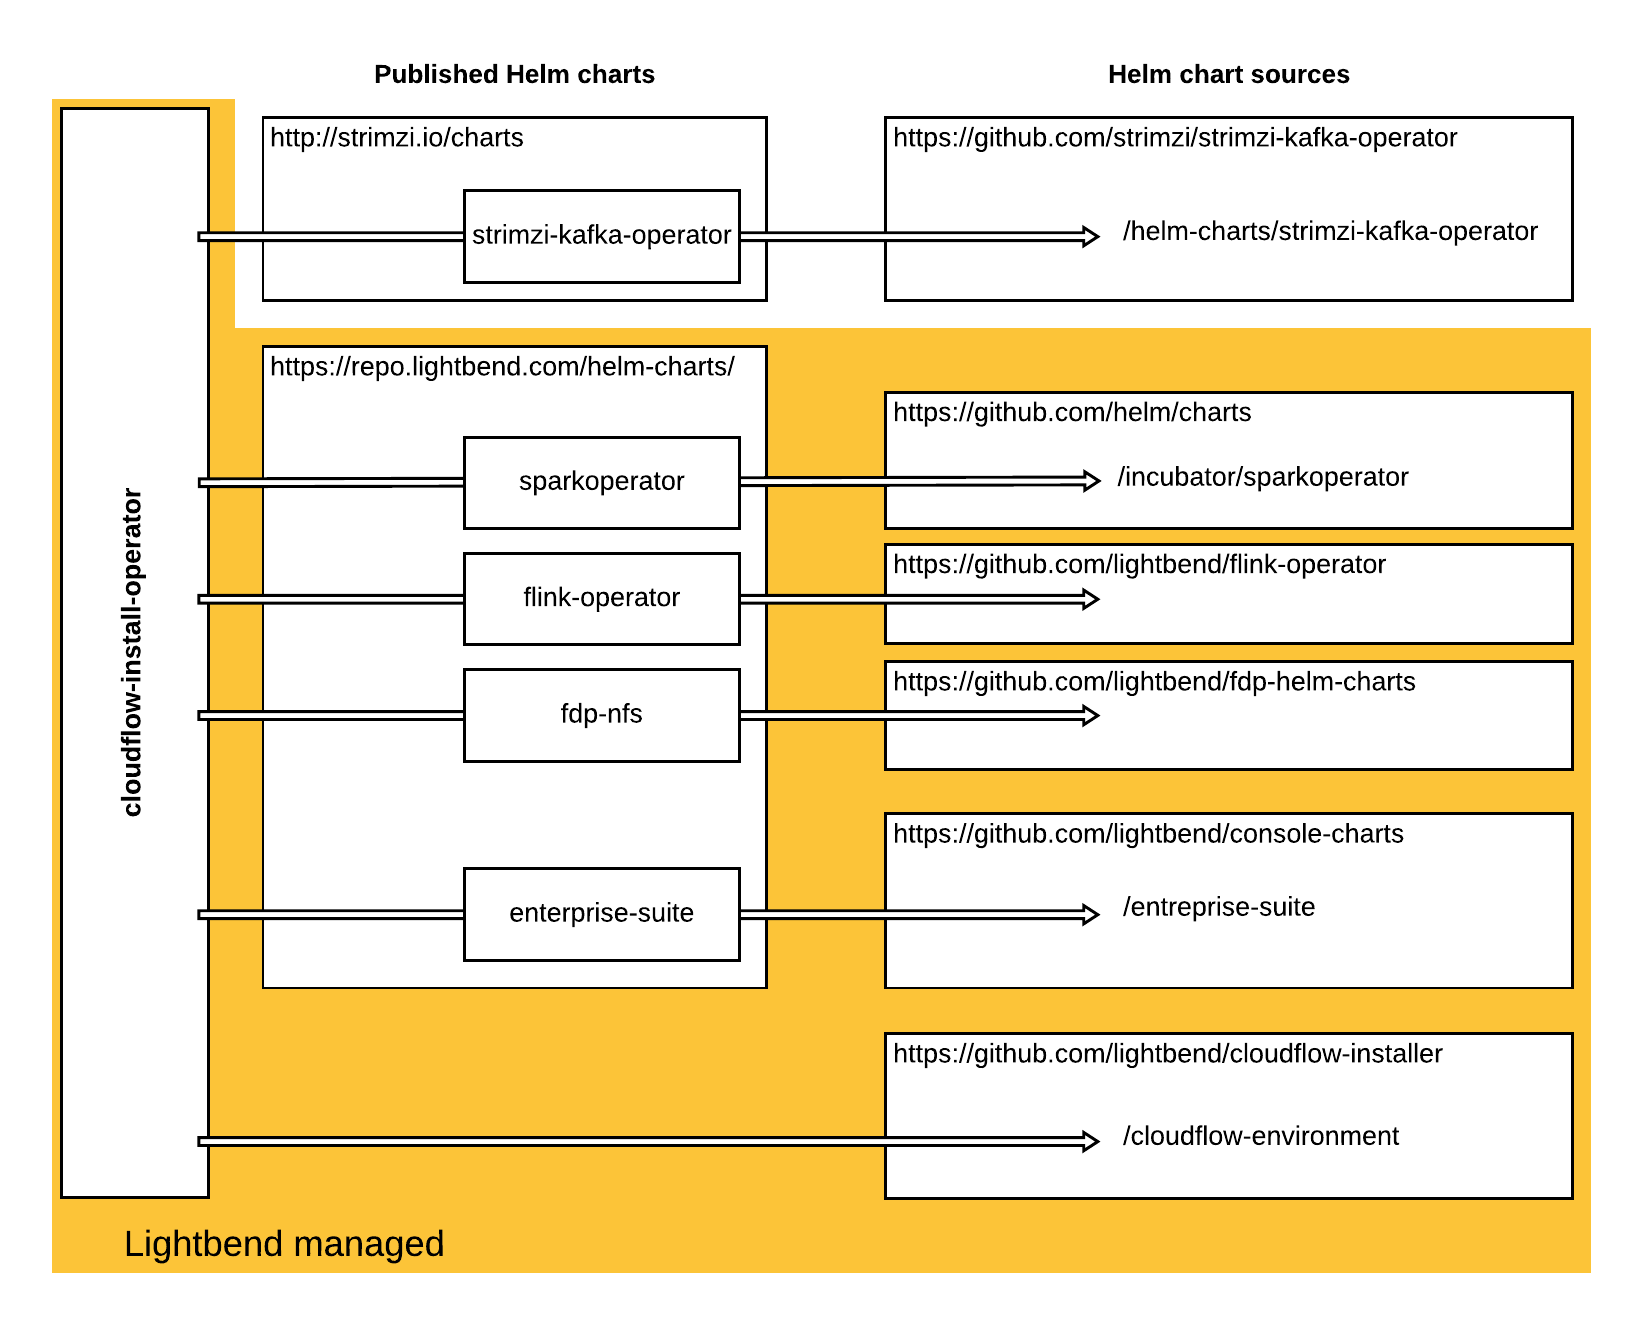 Published Helm charts
Helm chart sources
cloudflow-install-operator
http://strimzi.io/charts
strimzi-kafka-operator
https://github.com/strimzi/strimzi-kafka-operator
/helm-charts/strimzi-kafka-operator
https://repo.lightbend.com/helm-charts/
sparkoperator
https://github.com/helm/charts
/incubator/sparkoperator
flink-operator
https://github.com/lightbend/flink-operator
fdp-nfs
https://github.com/lightbend/fdp-helm-charts
enterprise-suite
https://github.com/lightbend/console-charts
/entreprise-suite
https://github.com/lightbend/cloudflow-installer
/cloudflow-environment
Lightbend managed